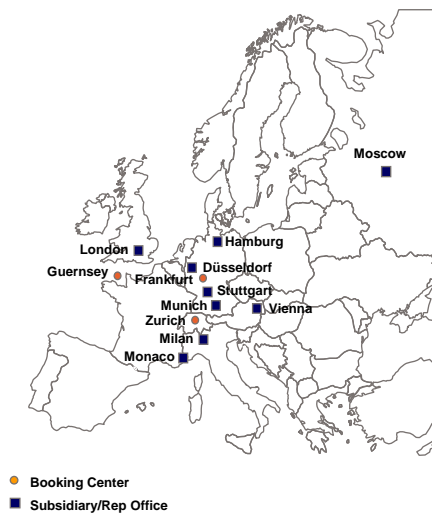 Moscow
Hamburg
London
Düsseldorf
Guernsey
Frankfurt
Stuttgart
Munich
Vienna
Zurich
Milan
Monaco
Booking Center
Subsidiary/Rep Office